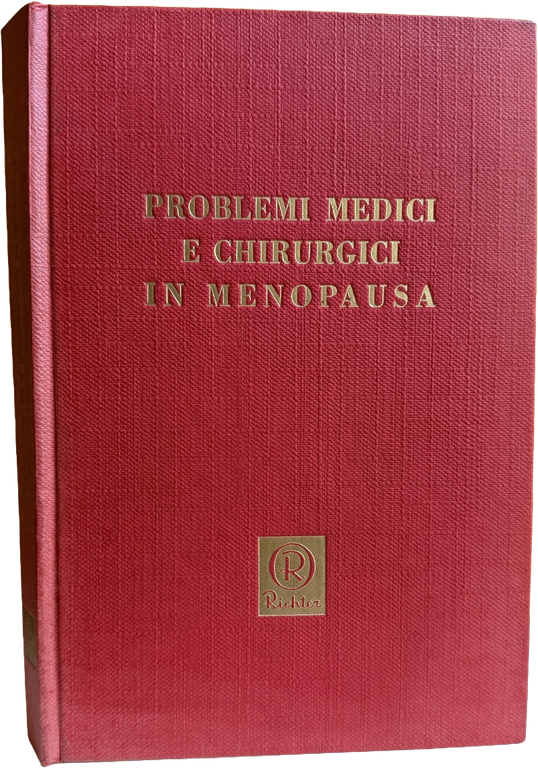 PROBLEMI MEDICI
E CHIRURGICI
IN MENOPAUSA
R
Richter